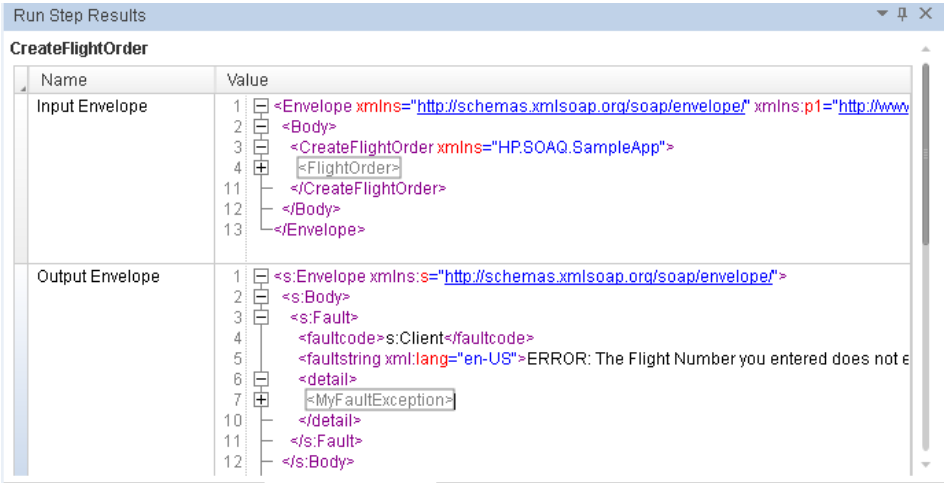 Run Step Results
CreateFlightOrder
Name Value
Input Envelope
1 <Envelope xmlns="http://schemas.xmlsoap.org/soap/envelope/" xmlns:p1="http://www
2 <Body>
3 <CreateFlightOrder xmlns="HP.SOAQ.SampleApp">
4 <FlightOrder>
11 </CreateFlightOrder>
12 </Body>
13 </Envelope>
Output Envelope
1 <s:Envelope xmlns:s="http://schemas.xmlsoap.org/soap/envelope/">
2 <s:Body>
3 <s:Fault>
4 <faultcode>s:Client</faultcode>
5 <faultstring xml:lang="en-US">ERROR: The Flight Number you entered does not e
6 <detail>
7 <MyFaultException>
10 </detail>
11 </s:Fault>
12 </s:Body>